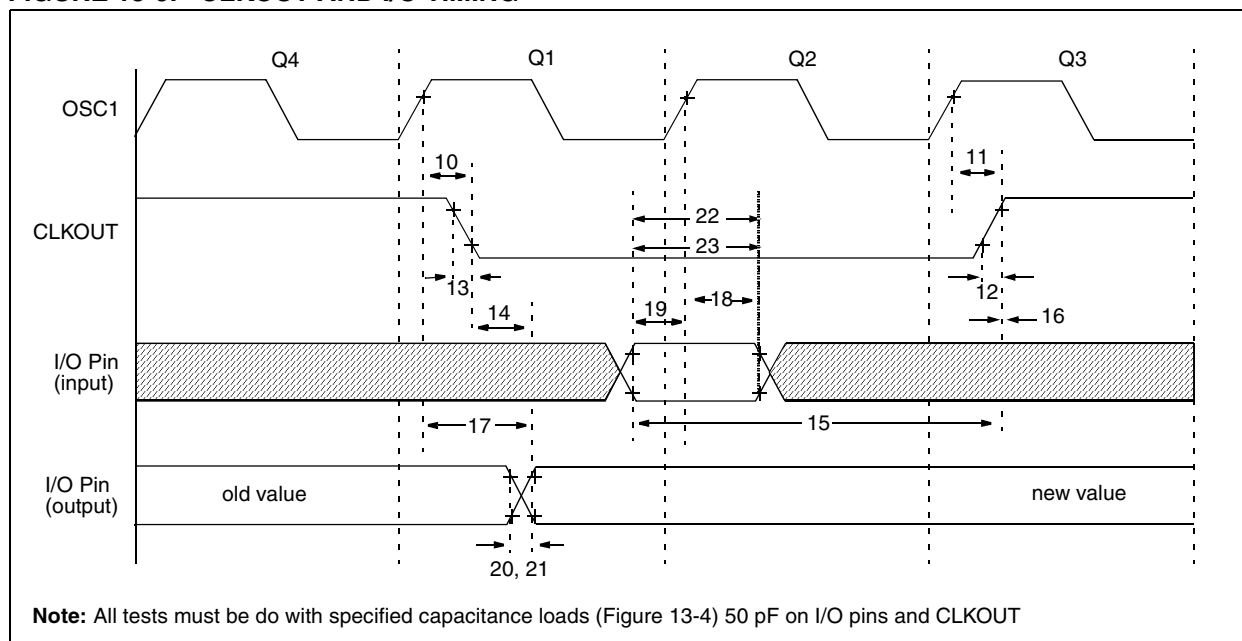 FIGURE CLKOUT AND I/O TIMING
Q4 Q1 Q2 Q3
OSC1
10 11
CLKOUT
22
23
13 12
14 19 18 16
I/O Pin
(input)
17 15
I/O Pin
(output)
old value new value
20, 21
Note: All tests must be do with specified capacitance loads (Figure 13-4) 50 pF on I/O pins and CLKOUT